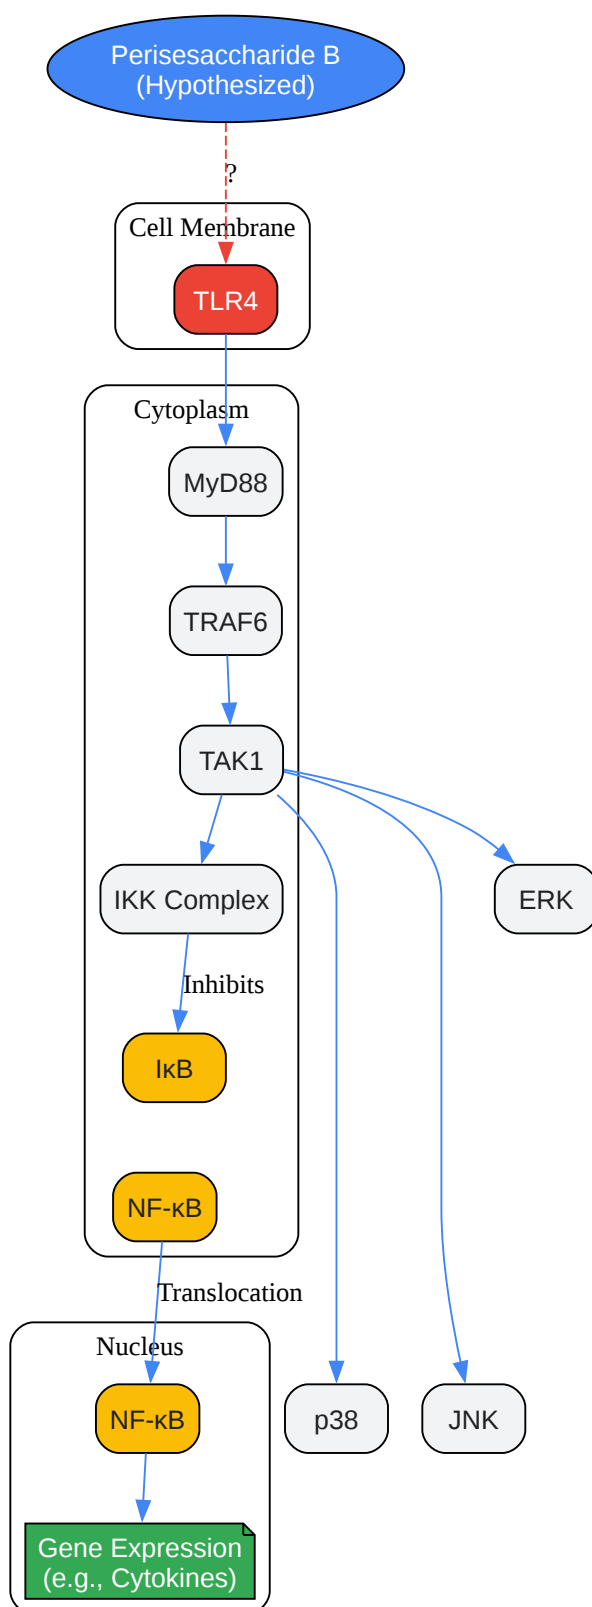 Perisesaccharide B
(Hypothesized)
?
Cell Membrane
TLR4
Cytoplasm
MyD88
TRAF6
TAK1
IKK Complex
ERK
Inhibits
IκB
NF-κB
Translocation
Nucleus
NF-κB
p38
JNK
Gene Expression
(e.g., Cytokines)